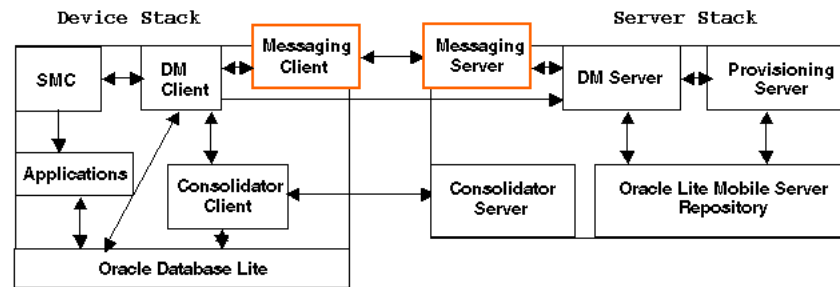 Device Stack
Server Stack
Messaging
Client
Messaging
Server
SMC
DM
Client
DM Server
Provisioning
Server
Applications
Consolidator
Client
Consolidator
Server
Oracle Lite Mobile Server
Repository
Oracle Database Lite